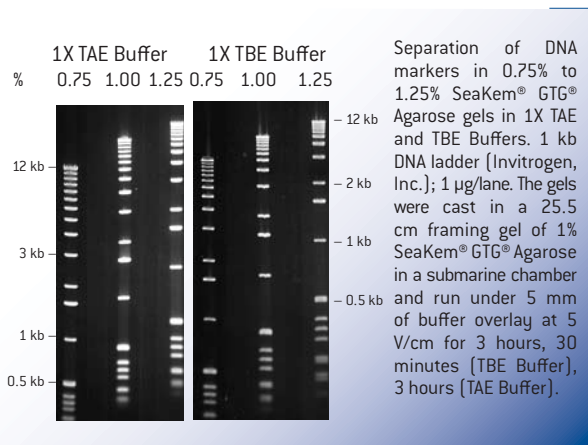 1X TAE Buffer 1X TBE Buffer
% 0.75 1.00 1.25 0.75 1.00 1.25
12 kb
3 kb
1 kb
0.5 kb
12 kb
2 kb
1 kb
0.5 kb
Separation of DNA
markers in 0.75% to
1.25% SeaKem® GTG®
Agarose gels in 1X TAE
and TBE Buffers. 1 kb
DNA ladder (Invitrogen,
Inc.); 1 µg/lane. The gels
were cast in a 25.5
cm framing gel of 1%
SeaKem® GTG® Agarose
in a submarine chamber
and run under 5 mm
of buffer overlay at 5
V/cm for 3 hours, 30
minutes (TBE Buffer),
3 hours (TAE Buffer).